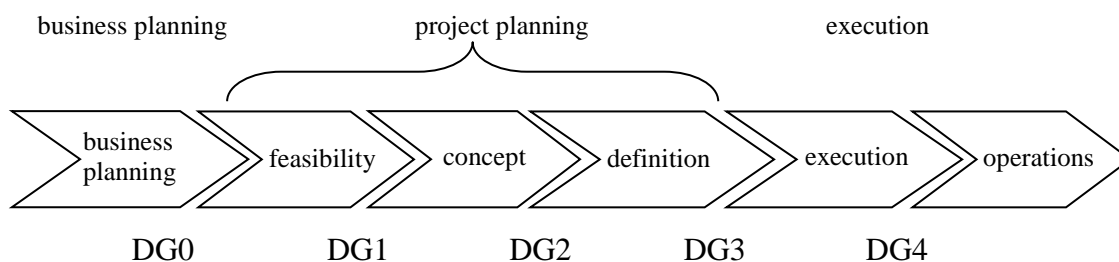 business planning project planning execution
business planning
feasibility
concept
definition
execution
operations
DG0 DG1 DG2 DG3 DG4